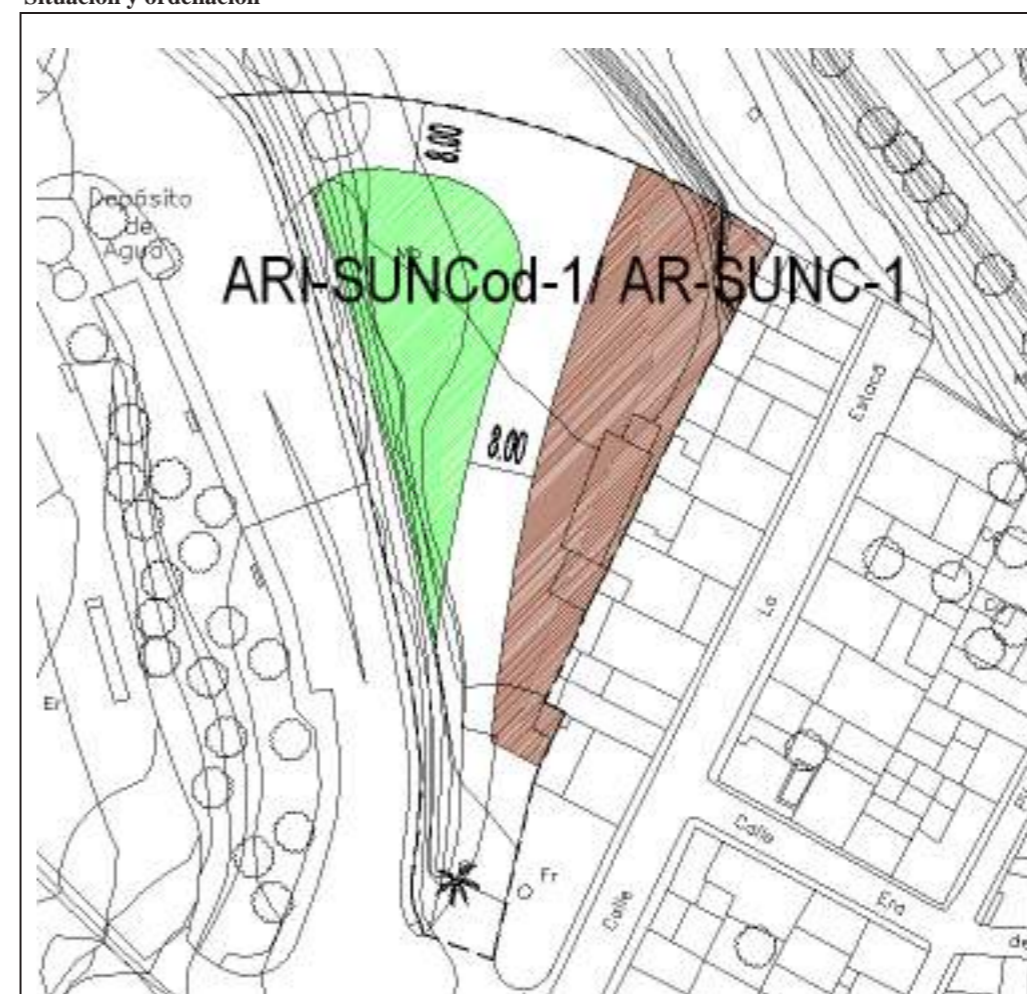 Situación y ordenación
8.00
Depósito
de
Agua
ARI-SUNCod-1/ AR-SUNC-1
Estaca
8.00
La
Er
Calle
Fr
Era
Calle
de